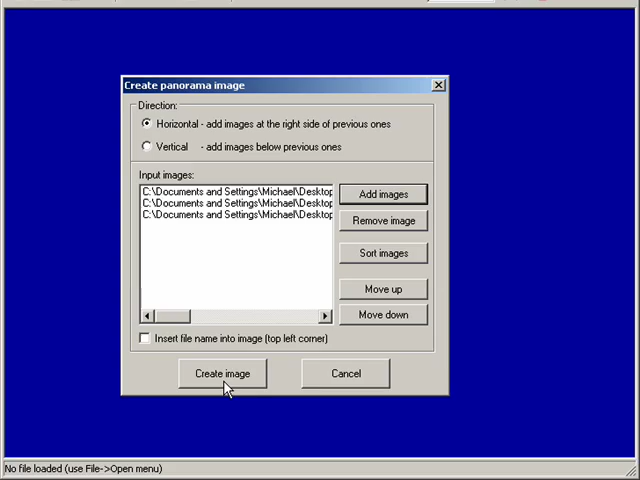 Create panorama image
Direction:
Horizontal - add images at the right side of previous ones
Vertical - add images below previous ones
Input images:
C:\Documents and Settings\Michael\Desktop
C:\Documents and Settings\Michael\Desktop
C:\Documents and Settings\Michael\Desktop
Add images
Remove image
Sort images
Move up
Move down
Insert file name into image (top left corner)
Create image
Cancel
No file loaded (use File->Open menu)